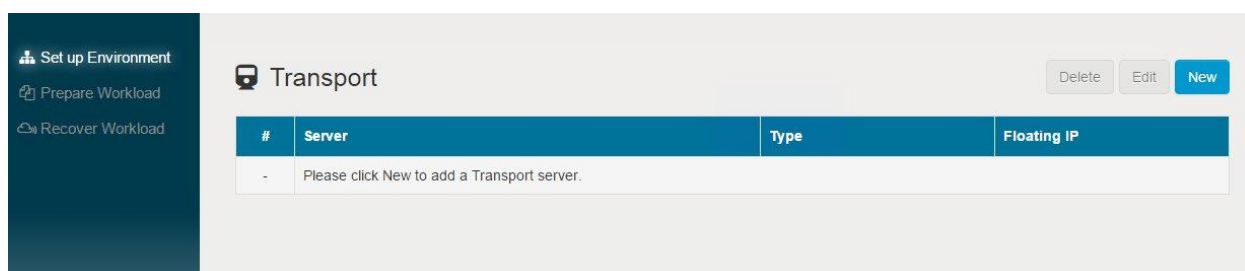 Set up Environment
Prepare Workload
Recover Workload
Transport
Delete Edit New
# Server Type Floating IP
- Please click New to add a Transport server.